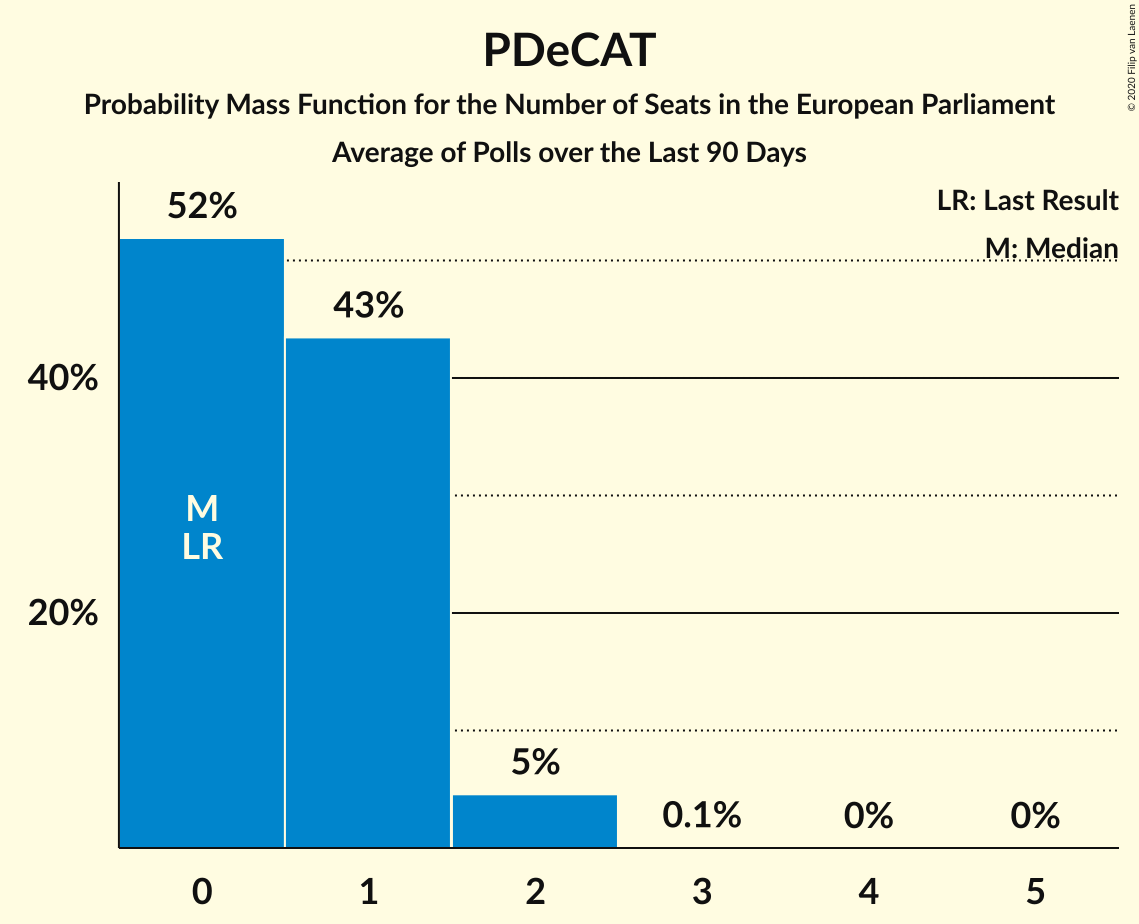 PDeCAT
Probability Mass Function for the Number of Seats in the European Parliament
Average of Polls over the Last 90 Days
© 2020 Filip van Laenen
LR: Last Result
M: Median
52%
43%
40%
M
LR
20%
5%
0.1%
0%
0%
0
1
2
3
4
5